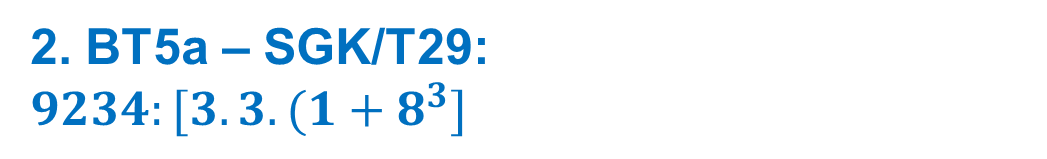 2. BT5a – SGK/T29:
9234: [3. 3. (1 + 8³]